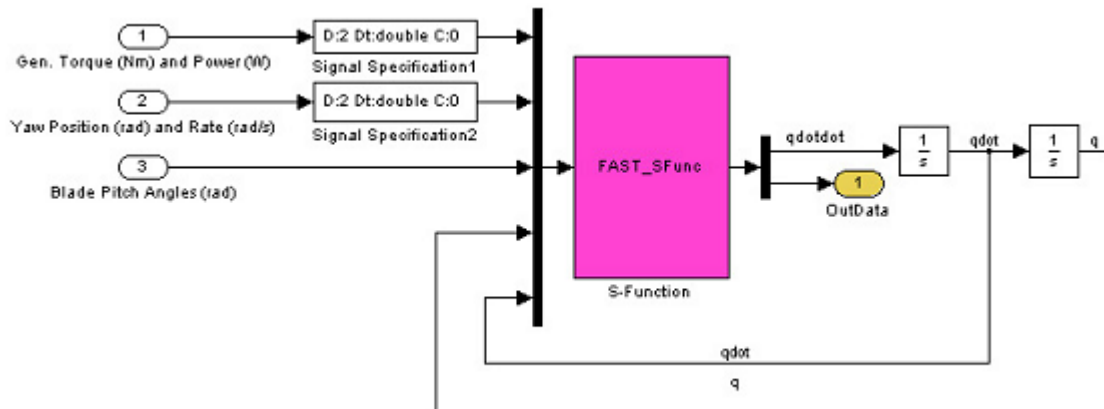 1
D:2 Dt:double C:0
Gen. Torque (Nm) and Power (W)
Signal Specification1
2
D:2 Dt:double C:0
Yaw Position (rad) and Rate (rad/s)
Signal Specification2
3
Blade Pitch Angles (rad)
FAST_SFunc
S-Function
qdotdot
1
OutData
1
s
qdot
1
s
q
qdot
q